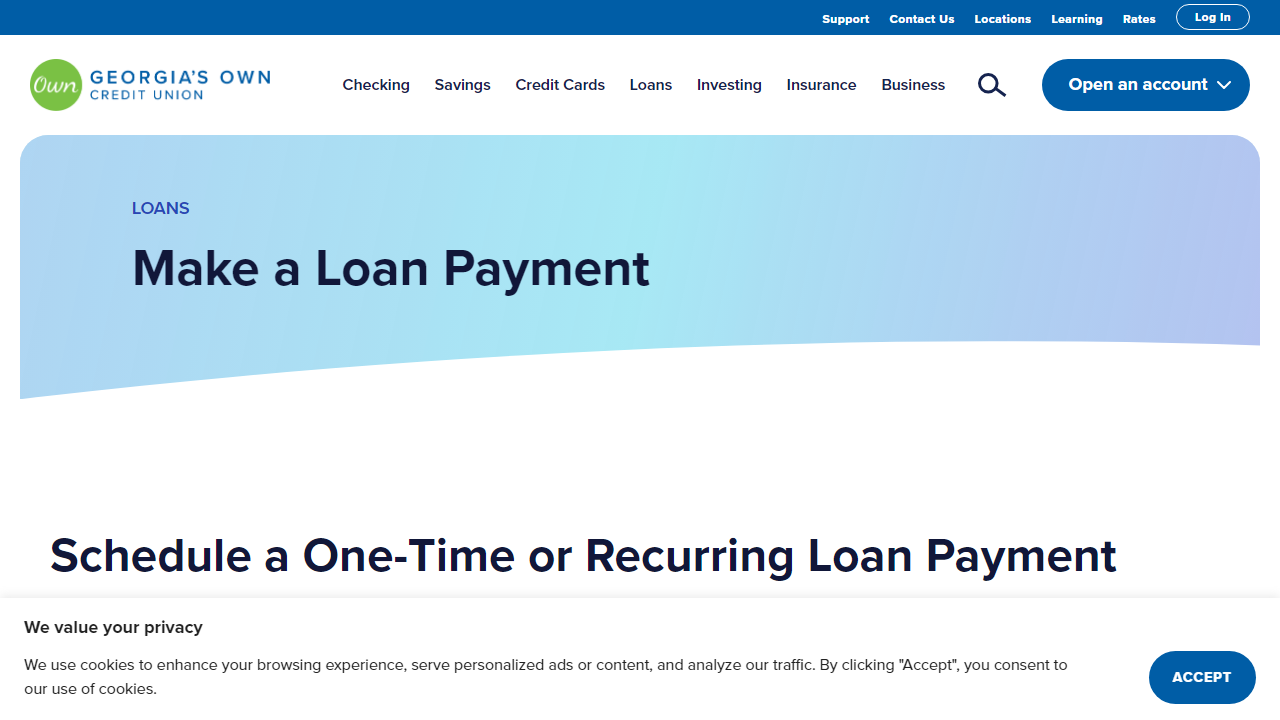 Support Contact Us Locations Learning Rates Log In
Own GEORGIA'S OWN
CREDIT UNION
Checking Savings Credit Cards Loans Investing Insurance Business Open an account
LOANS
Make a Loan Payment
Schedule a One-Time or Recurring Loan Payment
We value your privacy
We use cookies to enhance your browsing experience, serve personalized ads or content, and analyze our traffic. By clicking "Accept", you consent to
our use of cookies.
ACCEPT